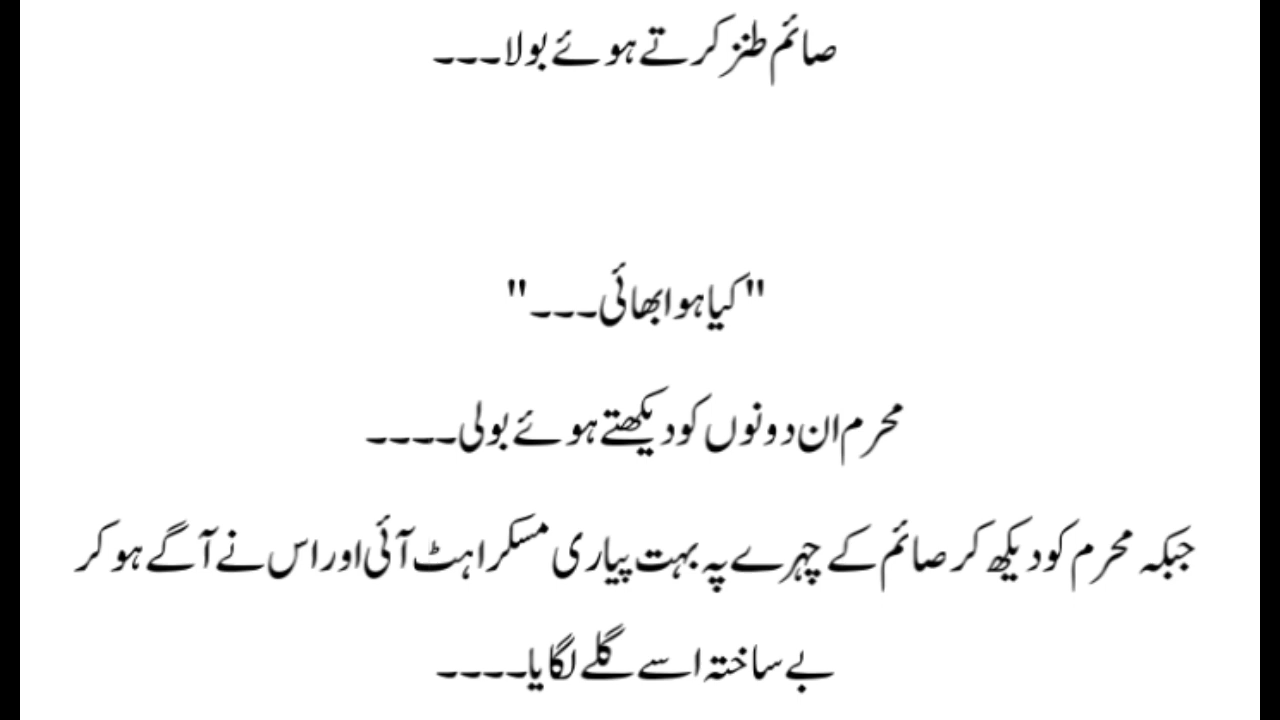 صائم طنز کرتے ہوئے بولا۔۔۔
"کیا ہوا بھائی۔۔۔"
محرم ان دونوں کو دیکھتے ہوئے بولی۔۔۔۔
جبکہ محرم کو دیکھ کر صائم کے چہرے پہ بہت پیاری مسکراہٹ آئی اور اس نے آگے ہو کر
بے ساختہ اسے گلے لگایا۔۔۔۔